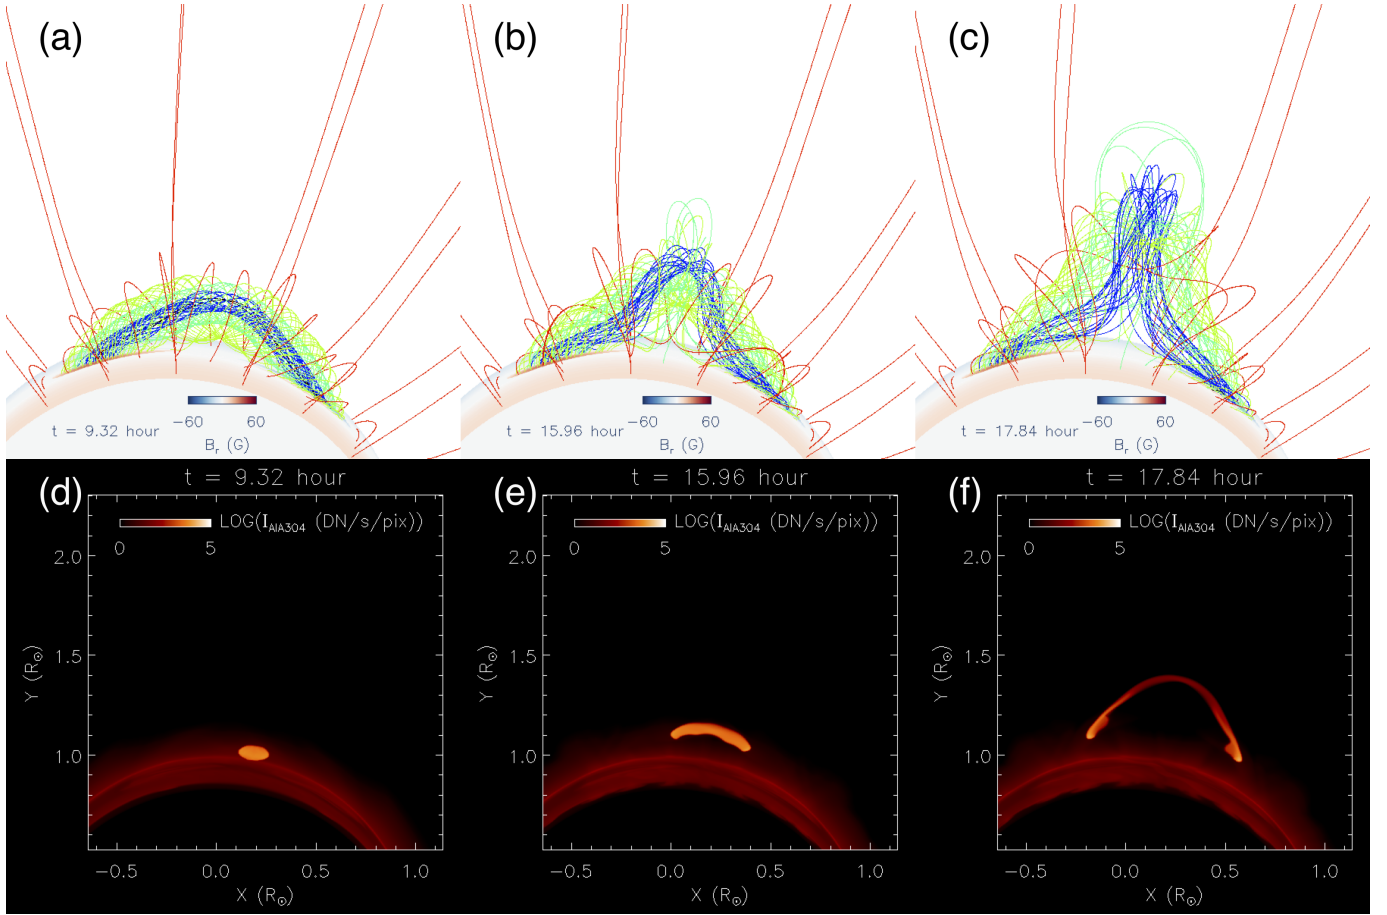 (a)
(b)
(c)
−60 60
t = 9.32 hour
B_r (G)
−60 60
t = 15.96 hour
B_r (G)
−60 60
t = 17.84 hour
B_r (G)
(d)
t = 9.32 hour
LOG(I_AIA304 (DN/s/pix))
0 5
2.0
1.5
1.0
Y (R_⊙)
−0.5 0.0 0.5 1.0
X (R_⊙)
(e)
t = 15.96 hour
LOG(I_AIA304 (DN/s/pix))
0 5
2.0
1.5
1.0
Y (R_⊙)
−0.5 0.0 0.5 1.0
X (R_⊙)
(f)
t = 17.84 hour
LOG(I_AIA304 (DN/s/pix))
0 5
2.0
1.5
1.0
Y (R_⊙)
−0.5 0.0 0.5 1.0
X (R_⊙)